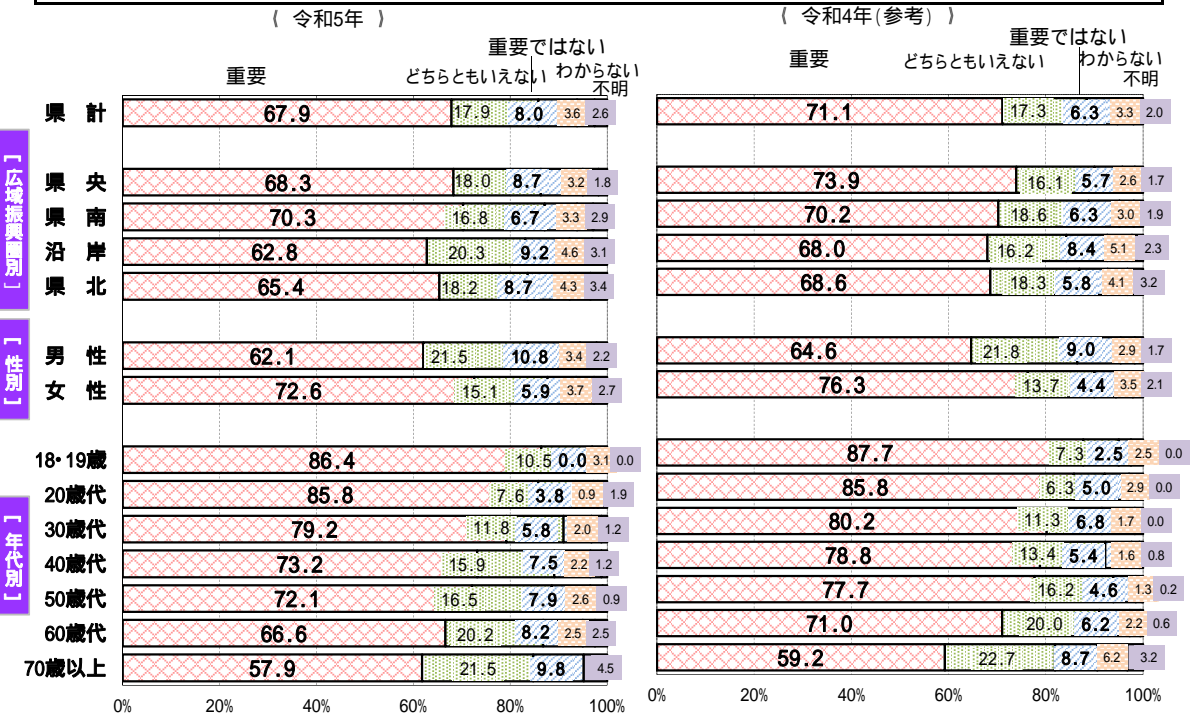 ⟪ 令和5年 ⟫
重要 どちらともいえない 重要ではない わからない 不明
県 計 67.9 17.9 8.0 3.6 2.6
[広域振興圏別]
県 央 68.3 18.0 8.7 3.2 1.8
県 南 70.3 16.8 6.7 3.3 2.9
沿 岸 62.8 20.3 9.2 4.6 3.1
県 北 65.4 18.2 8.7 4.3 3.4
[性別]
男 性 62.1 21.5 10.8 3.4 2.2
女 性 72.6 15.1 5.9 3.7 2.7
[年代別]
18・19歳 86.4 10.5 0.0 3.1 0.0
20歳代 85.8 7.6 3.8 0.9 1.9
30歳代 79.2 11.8 5.8 2.0 1.2
40歳代 73.2 15.9 7.5 2.2 1.2
50歳代 72.1 16.5 7.9 2.6 0.9
60歳代 66.6 20.2 8.2 2.5 2.5
70歳以上 57.9 21.5 9.8 4.5
0% 20% 40% 60% 80% 100%
⟪ 令和4年(参考) ⟫
重要 どちらともいえない 重要ではない わからない 不明
71.1 17.3 6.3 3.3 2.0
73.9 16.1 5.7 2.6 1.7
70.2 18.6 6.3 3.0 1.9
68.0 16.2 8.4 5.1 2.3
68.6 18.3 5.8 4.1 3.2
64.6 21.8 9.0 2.9 1.7
76.3 13.7 4.4 3.5 2.1
87.7 7.3 2.5 2.5 0.0
85.8 6.3 5.0 2.9 0.0
80.2 11.3 6.8 1.7 0.0
78.8 13.4 5.4 1.6 0.8
77.7 16.2 4.6 1.3 0.2
71.0 20.0 6.2 2.2 0.6
59.2 22.7 8.7 6.2 3.2
0% 20% 40% 60% 80% 100%